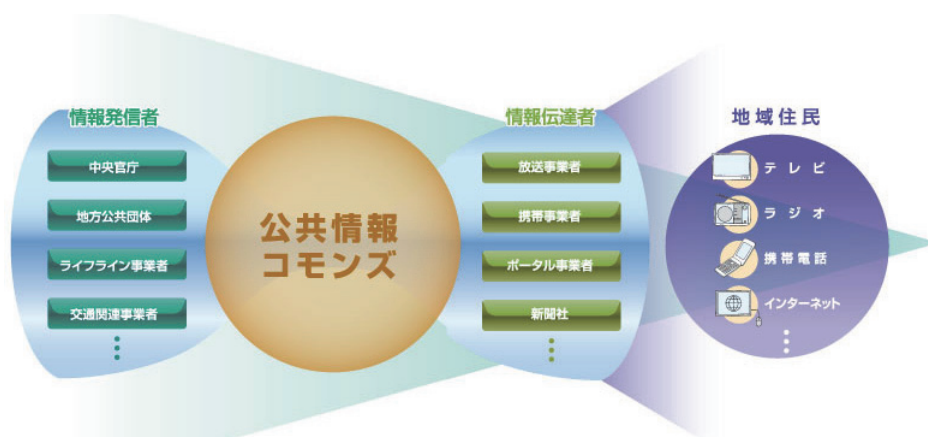 情報発信者
中央官庁
地方公共団体
ライフライン事業者
交通関連事業者
公共情報
コモンズ
情報伝達者
放送事業者
携帯事業者
ポータル事業者
新聞社
地域住民
テレビ
ラジオ
携帯電話
インターネット